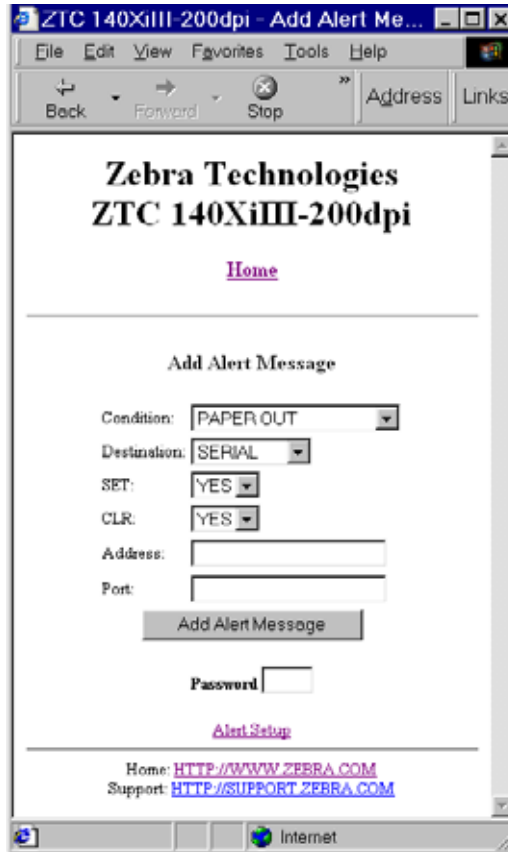 ZTC 140XiIII-200dpi - Add Alert Me...
File Edit View Favorites Tools Help
Back Forward Stop » Address Links
Zebra Technologies
ZTC 140XiIII-200dpi
Home
Add Alert Message
Condition: PAPER OUT
Destination: SERIAL
SET: YES
CLR: YES
Address:
Port:
Add Alert Message
Password
Alert Setup
Home: HTTP://WWW.ZEBRA.COM
Support: HTTP://SUPPORT.ZEBRA.COM
Internet